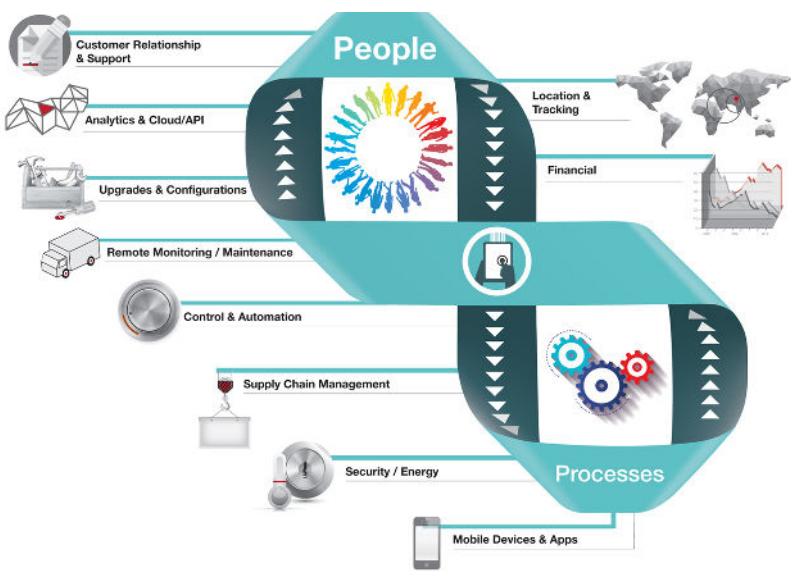 People
Customer Relationship
& Support
Location &
Tracking
Analytics & Cloud/API
Financial
Upgrades & Configurations
Remote Monitoring / Maintenance
Control & Automation
Supply Chain Management
Security / Energy
Processes
Mobile Devices & Apps